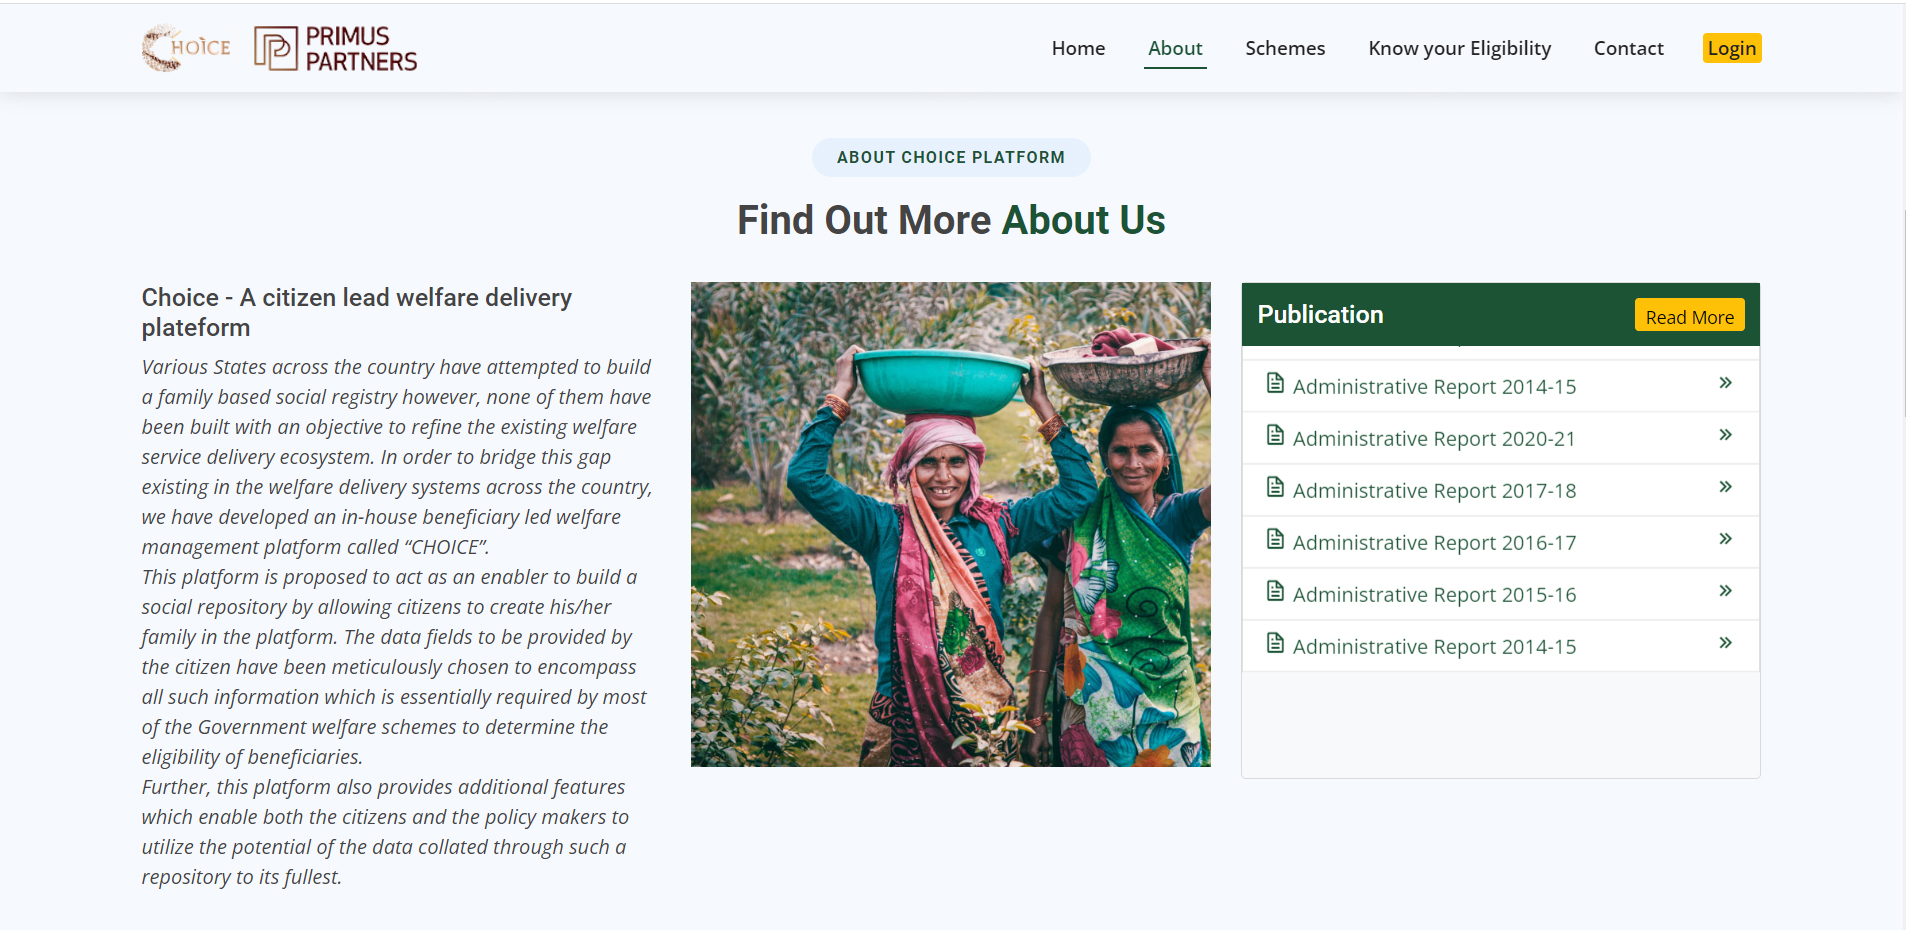 CHOICE
PRIMUS
PARTNERS
Home
About
Schemes
Know your Eligibility
Contact
Login
ABOUT CHOICE PLATFORM
Find Out More About Us
Choice - A citizen lead welfare delivery
plateform
Various States across the country have attempted to build
a family based social registry however, none of them have
been built with an objective to refine the existing welfare
service delivery ecosystem. In order to bridge this gap
existing in the welfare delivery systems across the country,
we have developed an in-house beneficiary led welfare
management platform called “CHOICE”.
This platform is proposed to act as an enabler to build a
social repository by allowing citizens to create his/her
family in the platform. The data fields to be provided by
the citizen have been meticulously chosen to encompass
all such information which is essentially required by most
of the Government welfare schemes to determine the
eligibility of beneficiaries.
Further, this platform also provides additional features
which enable both the citizens and the policy makers to
utilize the potential of the data collated through such a
repository to its fullest.
Publication
Read More
Administrative Report 2014-15
Administrative Report 2020-21
Administrative Report 2017-18
Administrative Report 2016-17
Administrative Report 2015-16
Administrative Report 2014-15